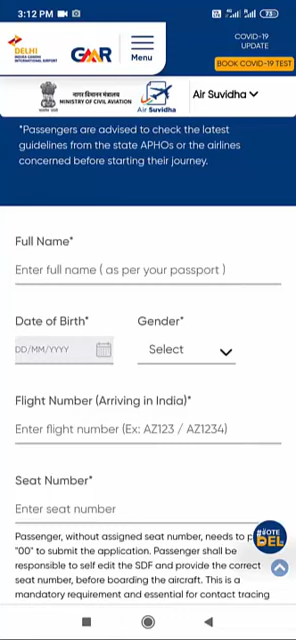 3:12 PM
73
DELHI
INDIRA GANDHI
INTERNATIONAL AIRPORT
GMR
Menu
COVID-19
UPDATE
BOOK COVID-19 TEST
नागर विमानन मंत्रालय
MINISTRY OF CIVIL AVIATION
Air Suvidha
Air Suvidha
*Passengers are advised to check the latest
guidelines from the state APHOs or the airlines
concerned before starting their journey.
Full Name*
Enter full name ( as per your passport )
Date of Birth*
Gender*
DD/MM/YYYY
Select
Flight Number (Arriving in India)*
Enter flight number (Ex: AZ123 / AZ1234)
Seat Number*
Enter seat number
Passenger, without assigned seat number, needs to
"00" to submit the application. Passenger shall be
responsible to self edit the SDF and provide the correct
seat number, before boarding the aircraft. This is a
mandatory requirement and essential for contact tracing
#VOTE
DEL